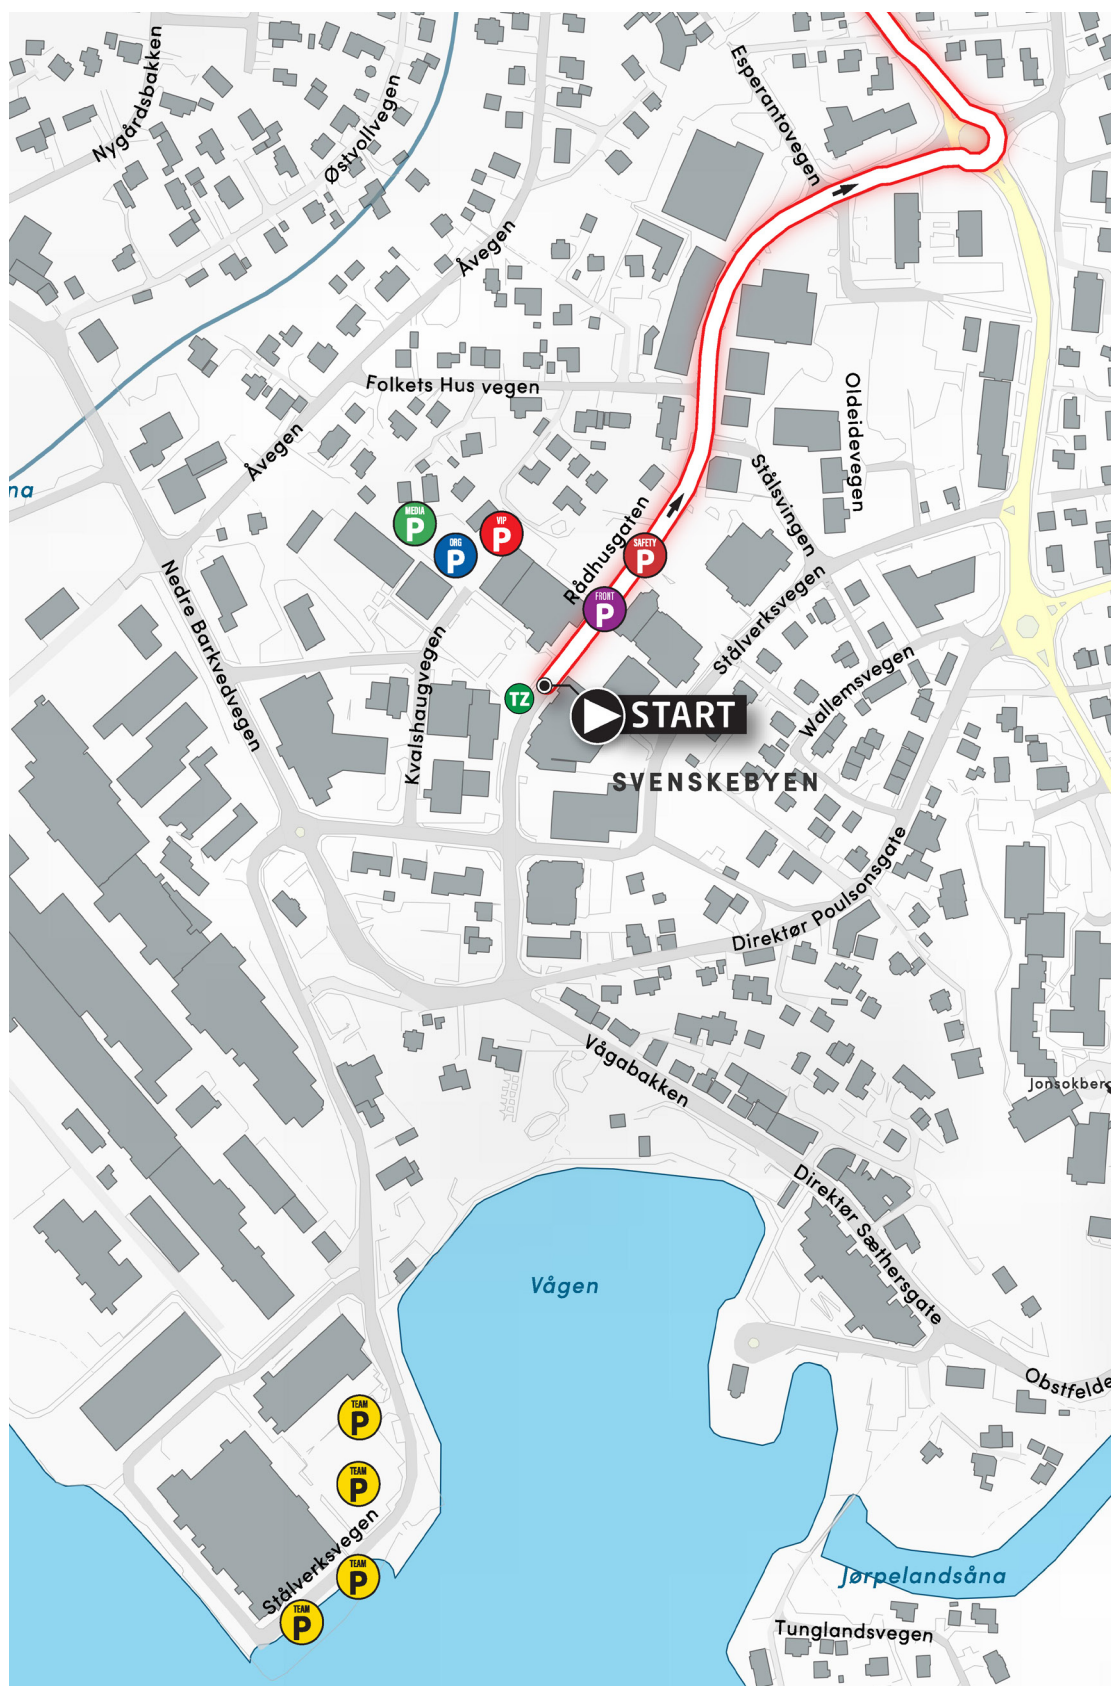 Nygårdsbakken
Østvollvegen
Esperantovegen
Åvegen
Folkets Hus vegen
Oldeidevegen
Åvegen
Stålsvingen
na
MEDIA
P
ORG
P
VIP
P
Rådhusgaten
SAFETY
P
FRONT
P
Nedre Barkvedvegen
Stålverksvegen
Kvalshaugvegen
Wallemsvegen
TZ
START
SVENSKEBYEN
Direktør Poulsonsgate
Vågabakken
Jonsokber
Direktør Sæthersgate
Vågen
Obstfelde
TEAM
P
TEAM
P
Stålverksvegen
TEAM
P
TEAM
P
Jørpelandsåna
Tunglandsvegen